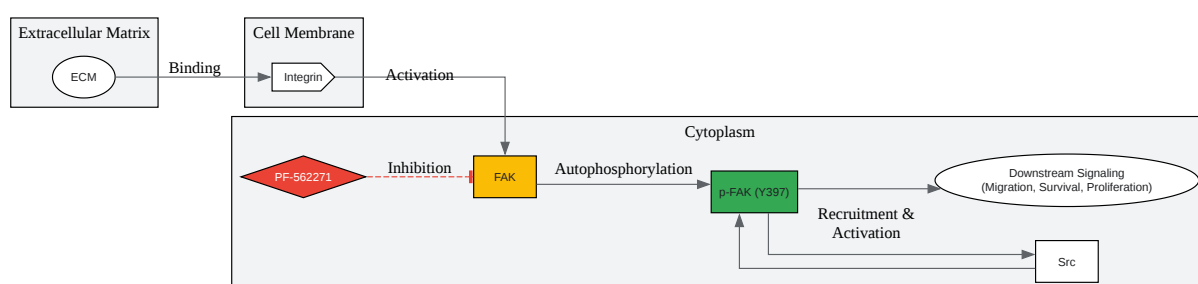 Extracellular Matrix
Cell Membrane
ECM
Binding
Integrin
Activation
Cytoplasm
PF-562271
Inhibition
FAK
Autophosphorylation
p-FAK (Y397)
Downstream Signaling
(Migration, Survival, Proliferation)
Recruitment &
Activation
Src